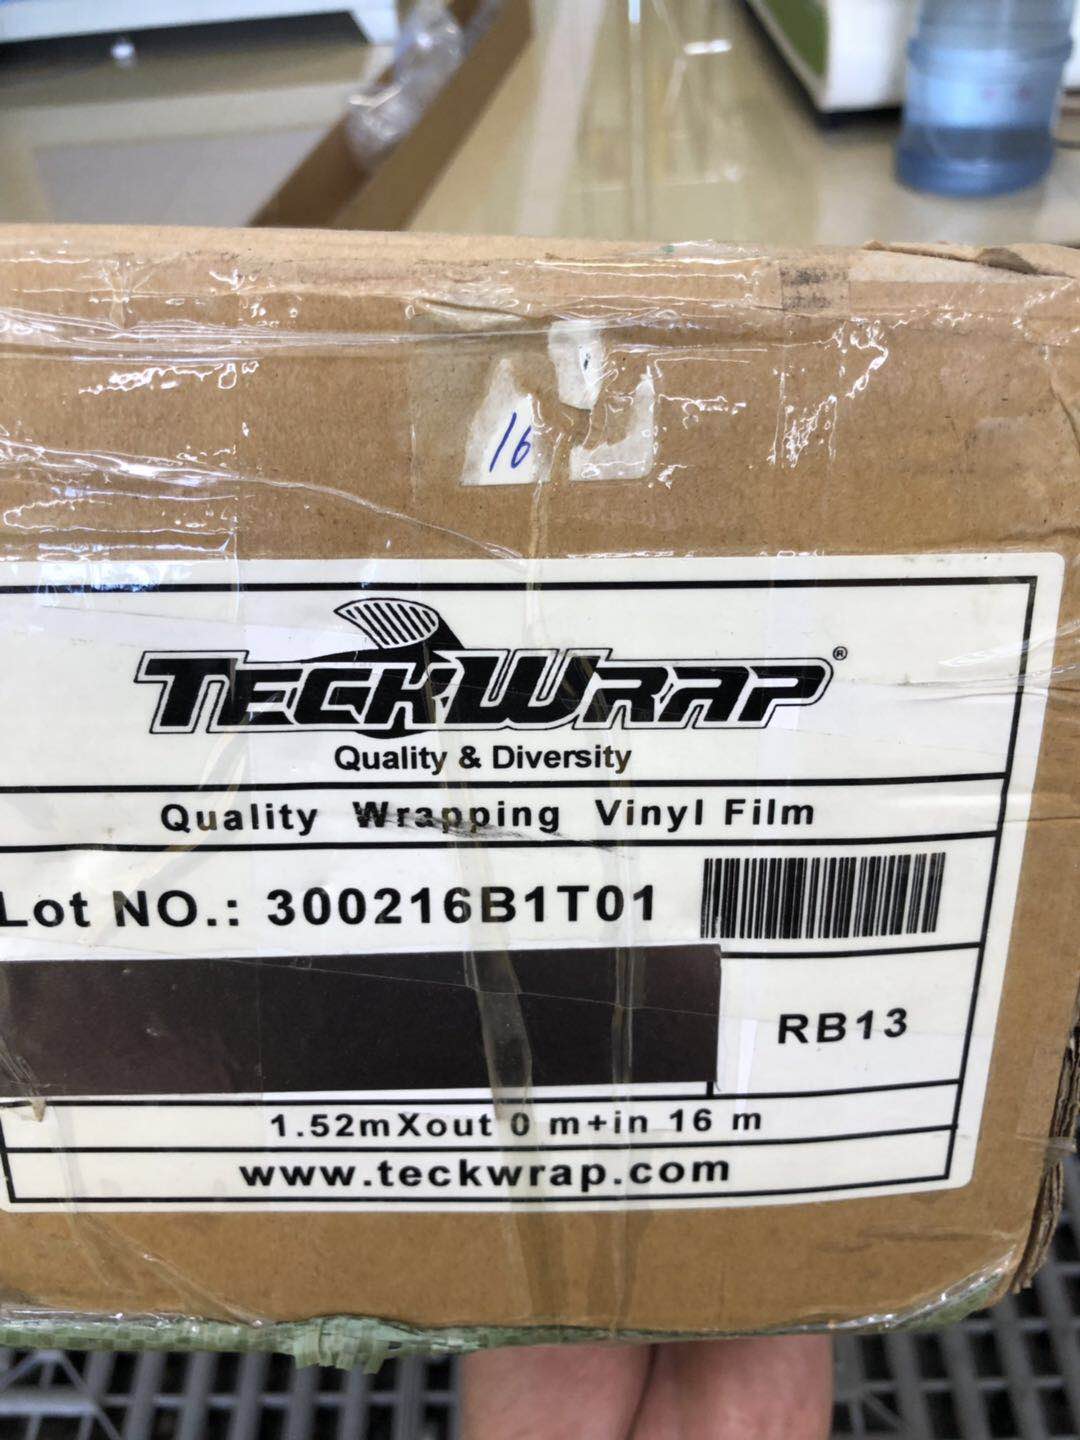 16
TECKWRAP®
Quality & Diversity
Quality Wrapping Vinyl Film
Lot NO.: 300216B1T01
RB13
1.52mXout 0 m+in 16 m
www.teckwrap.com